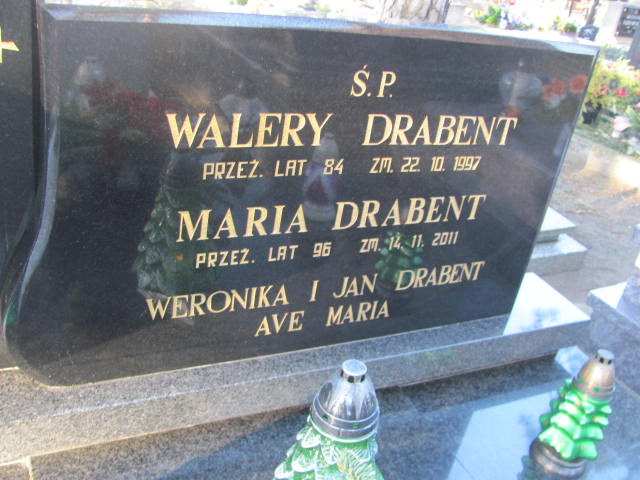 Ś.P.
WALERY DRABENT
PRZEŻ. LAT 84 ZM. 22. 10. 1997
MARIA DRABENT
PRZEŻ. LAT 96 ZM. 14. 11. 2011
WERONIKA I JAN DRABENT
AVE MARIA